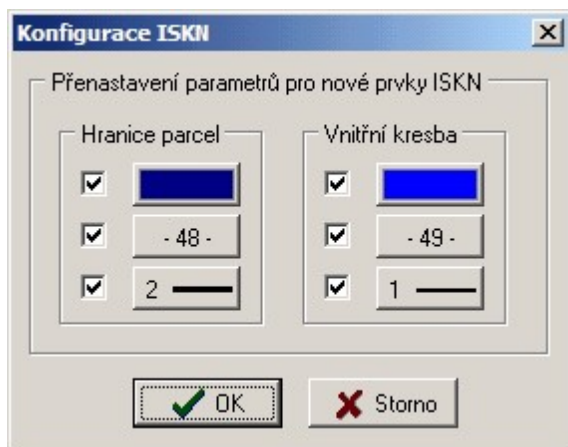 Konfigurace ISKN
Přenastavení parametrů pro nové prvky ISKN
Hranice parcel
Vnitřní kresba
- 48 -
- 49 -
2
1
OK
Storno